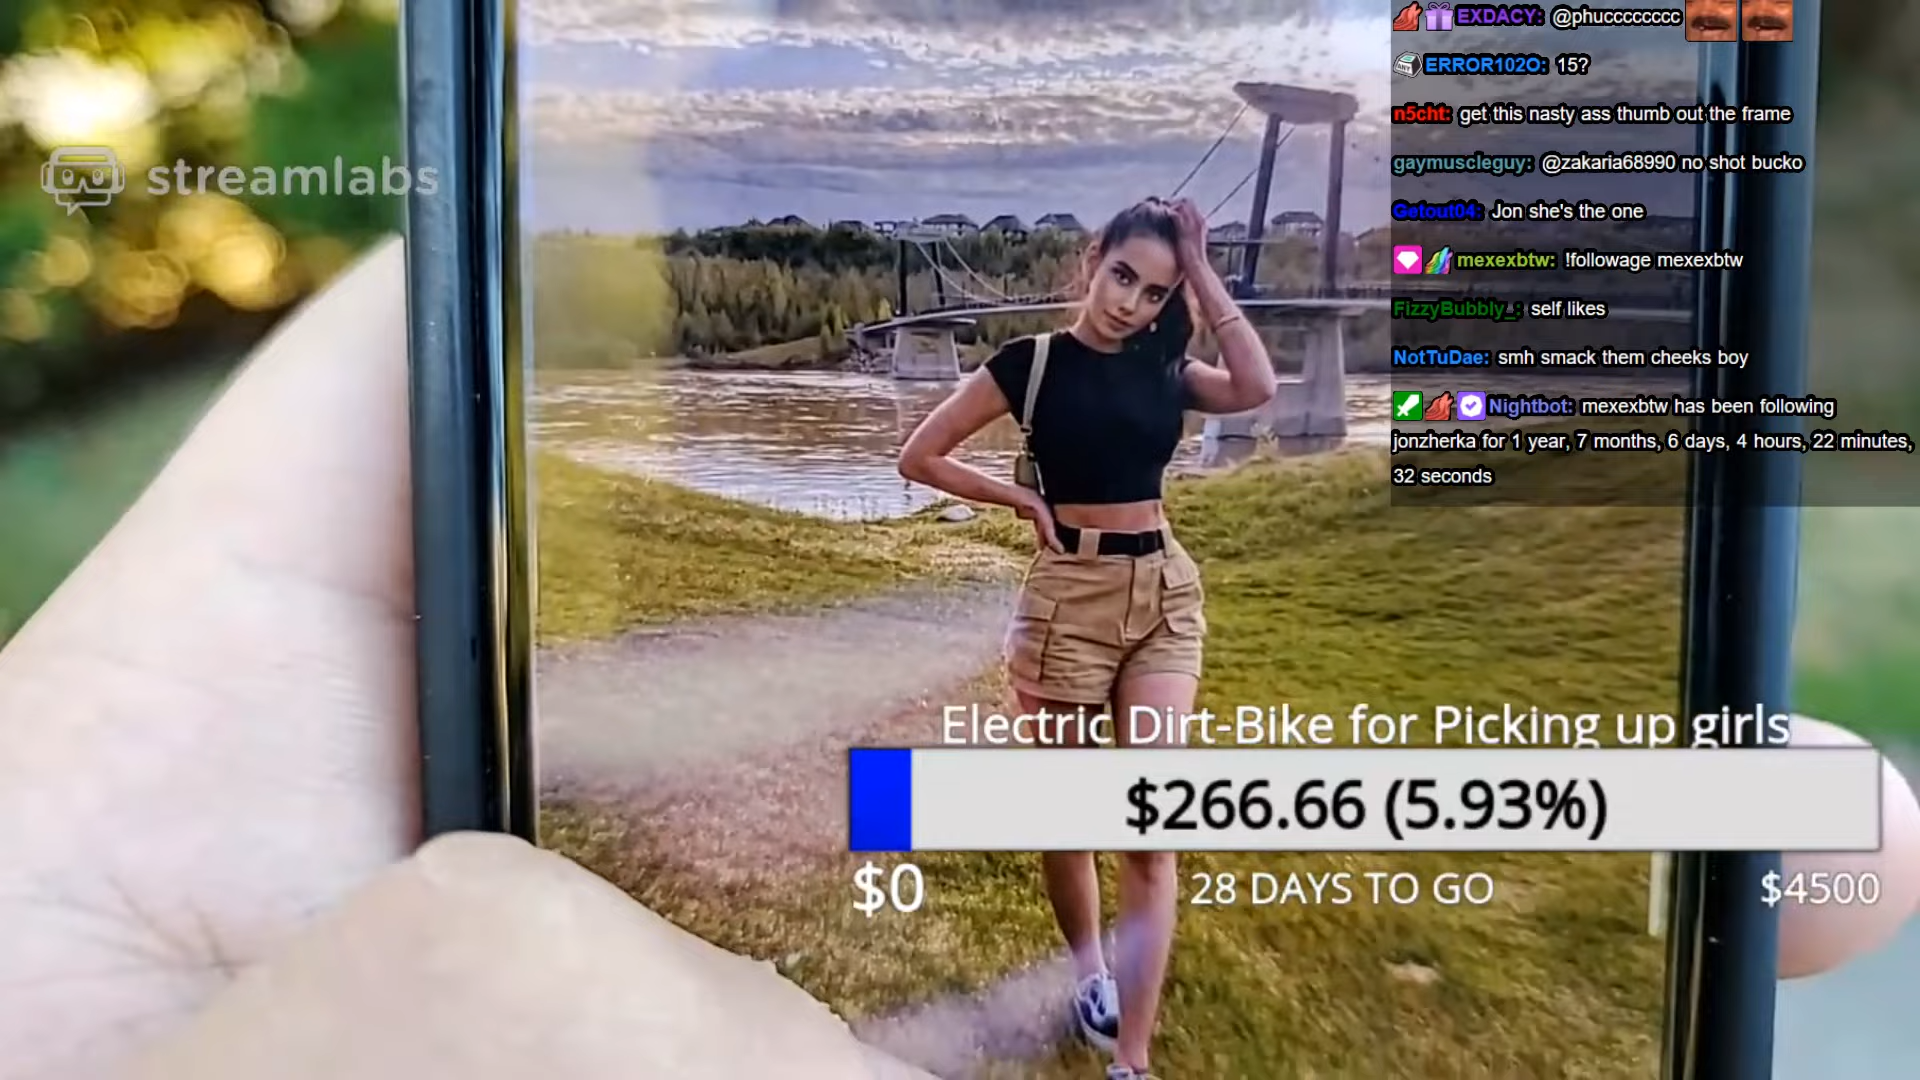 streamlabs
EXDACY: @phucccccccc
ERROR102O: 15?
n5cht: get this nasty ass thumb out the frame
gaymuscleguy: @zakaria68990 no shot bucko
Getout04: Jon she's the one
mexexbtw: !followage mexexbtw
FizzyBubbly_: self likes
NotTuDae: smh smack them cheeks boy
Nightbot: mexexbtw has been following
jonzherka for 1 year, 7 months, 6 days, 4 hours, 22 minutes,
32 seconds
Electric Dirt-Bike for Picking up girls
$266.66 (5.93%)
$0
28 DAYS TO GO
$4500